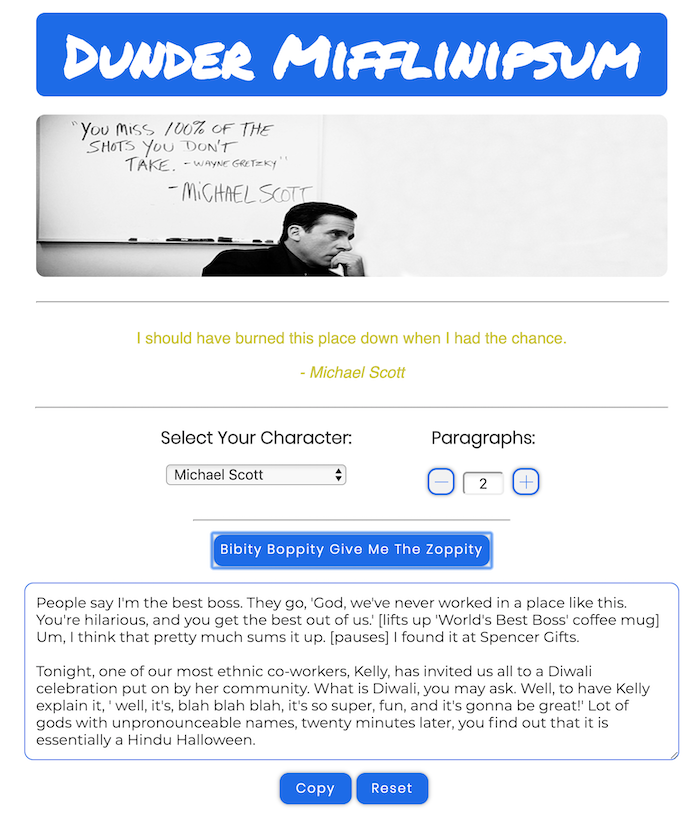 Dunder Mifflinipsum
"You miss 100% of the
shots you don't
take. - Wayne Gretzky"
- Michael Scott
I should have burned this place down when I had the chance.
- Michael Scott
Select Your Character:
Paragraphs:
Michael Scott
2
Bibity Boppity Give Me The Zoppity
People say I'm the best boss. They go, 'God, we've never worked in a place like this.
You're hilarious, and you get the best out of us.' [lifts up 'World's Best Boss' coffee mug]
Um, I think that pretty much sums it up. [pauses] I found it at Spencer Gifts.
Tonight, one of our most ethnic co-workers, Kelly, has invited us all to a Diwali
celebration put on by her community. What is Diwali, you may ask. Well, to have Kelly
explain it, ' well, it's, blah blah blah, it's so super, fun, and it's gonna be great!' Lot of
gods with unpronounceable names, twenty minutes later, you find out that it is
essentially a Hindu Halloween.
Copy
Reset